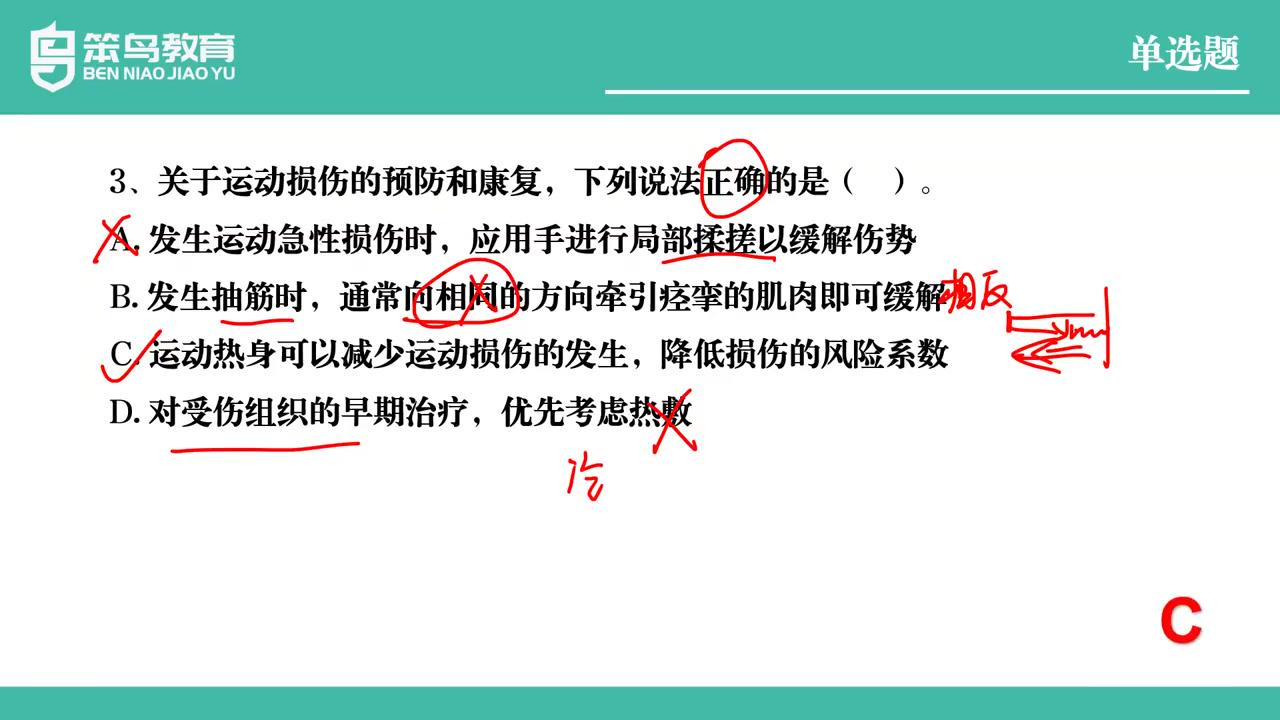 笨鸟教育
BEN NIAO JIAO YU
单选题
3、关于运动损伤的预防和康复，下列说法正确的是（ ）。
A. 发生运动急性损伤时，应用手进行局部揉搓以缓解伤势
B. 发生抽筋时，通常向相同的方向牵引痉挛的肌肉即可缓解
相反
C. 运动热身可以减少运动损伤的发生，降低损伤的风险系数
D. 对受伤组织的早期治疗，优先考虑热敷
冷
C